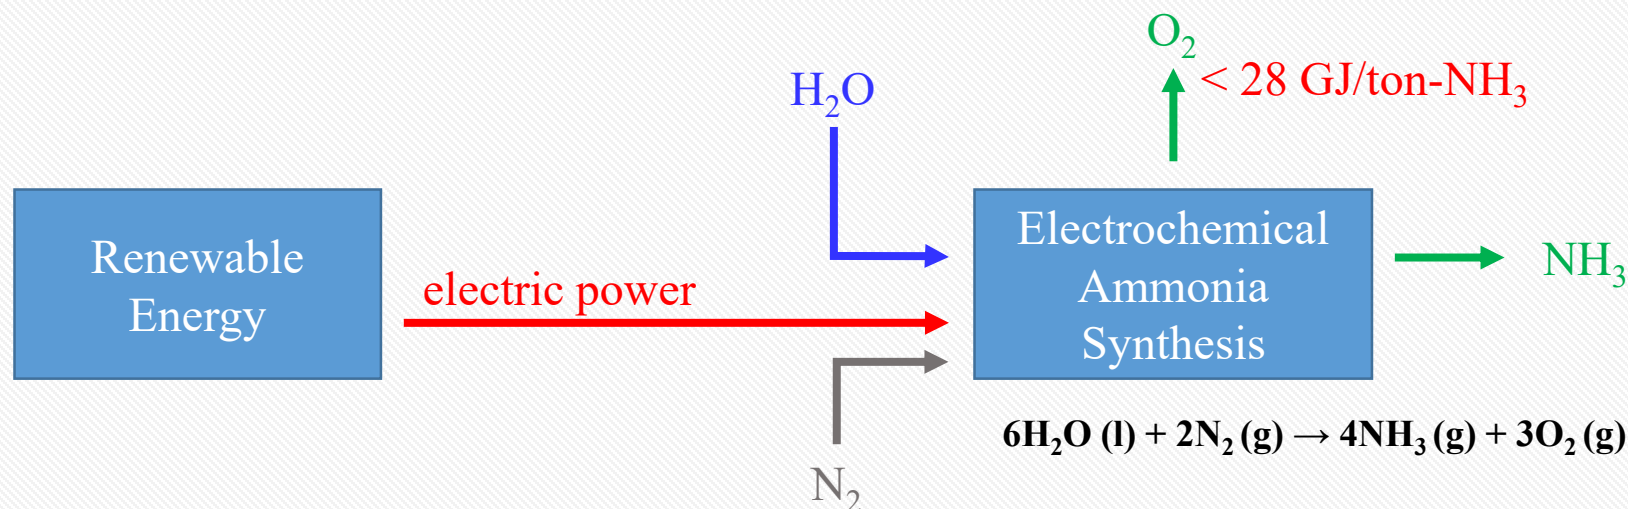 O₂
< 28 GJ/ton-NH₃
H₂O
Renewable
Energy
electric power
Electrochemical
Ammonia
Synthesis
NH₃
6H₂O (l) + 2N₂ (g) → 4NH₃ (g) + 3O₂ (g)
N₂